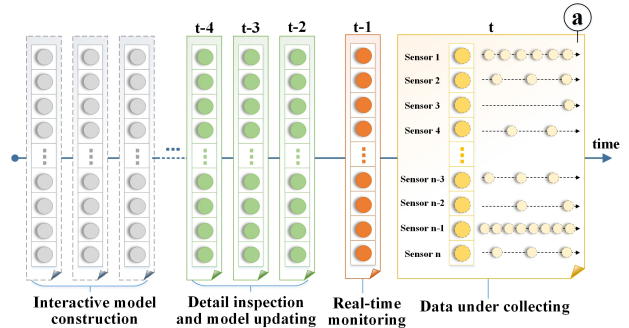 a
t-4 t-3 t-2 t-1 t
Sensor 1
Sensor 2
Sensor 3
Sensor 4
time
Sensor n-3
Sensor n-2
Sensor n-1
Sensor n
Interactive model
construction
Detail inspection
and model updating
Real-time
monitoring
Data under collecting